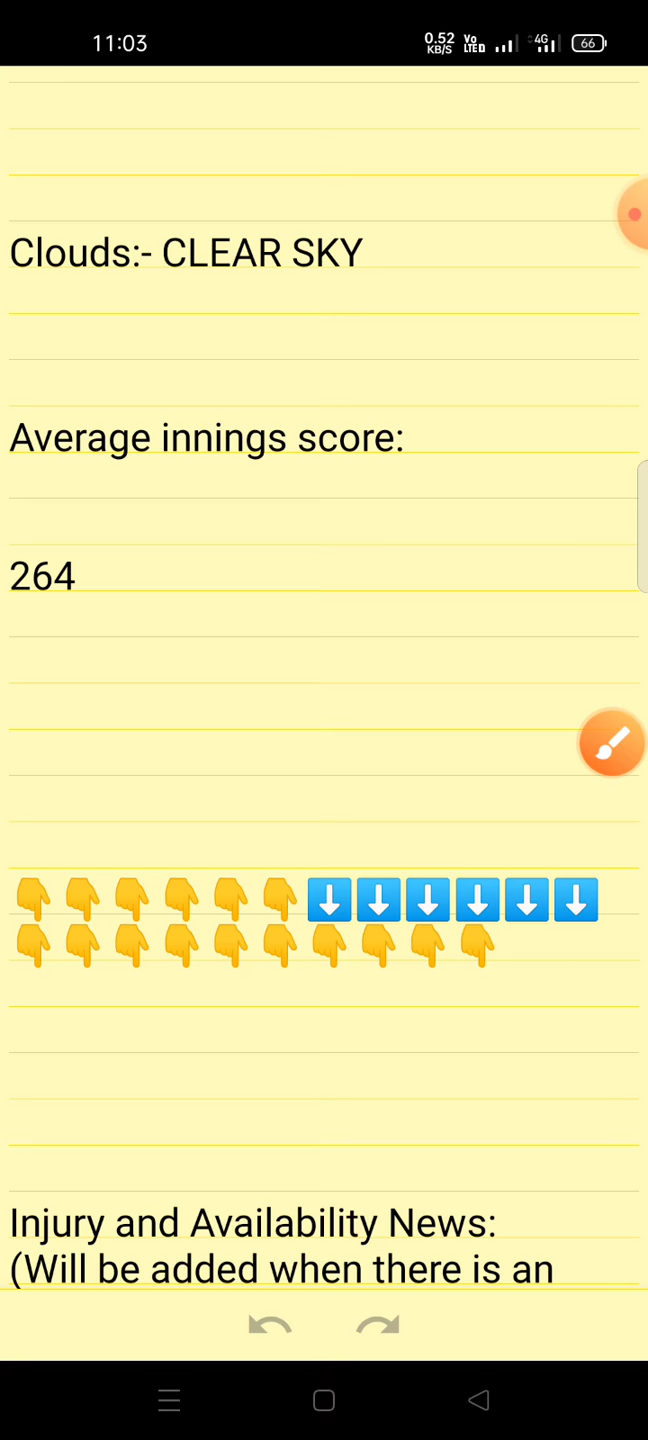 11:03 0.52 KB/S Vo LTE 4G 66
Clouds:- CLEAR SKY
Average innings score:
264
👇👇👇👇👇👇⬇️⬇️⬇️⬇️⬇️⬇️
👇👇👇👇👇👇👇👇👇👇
Injury and Availability News:
(Will be added when there is an